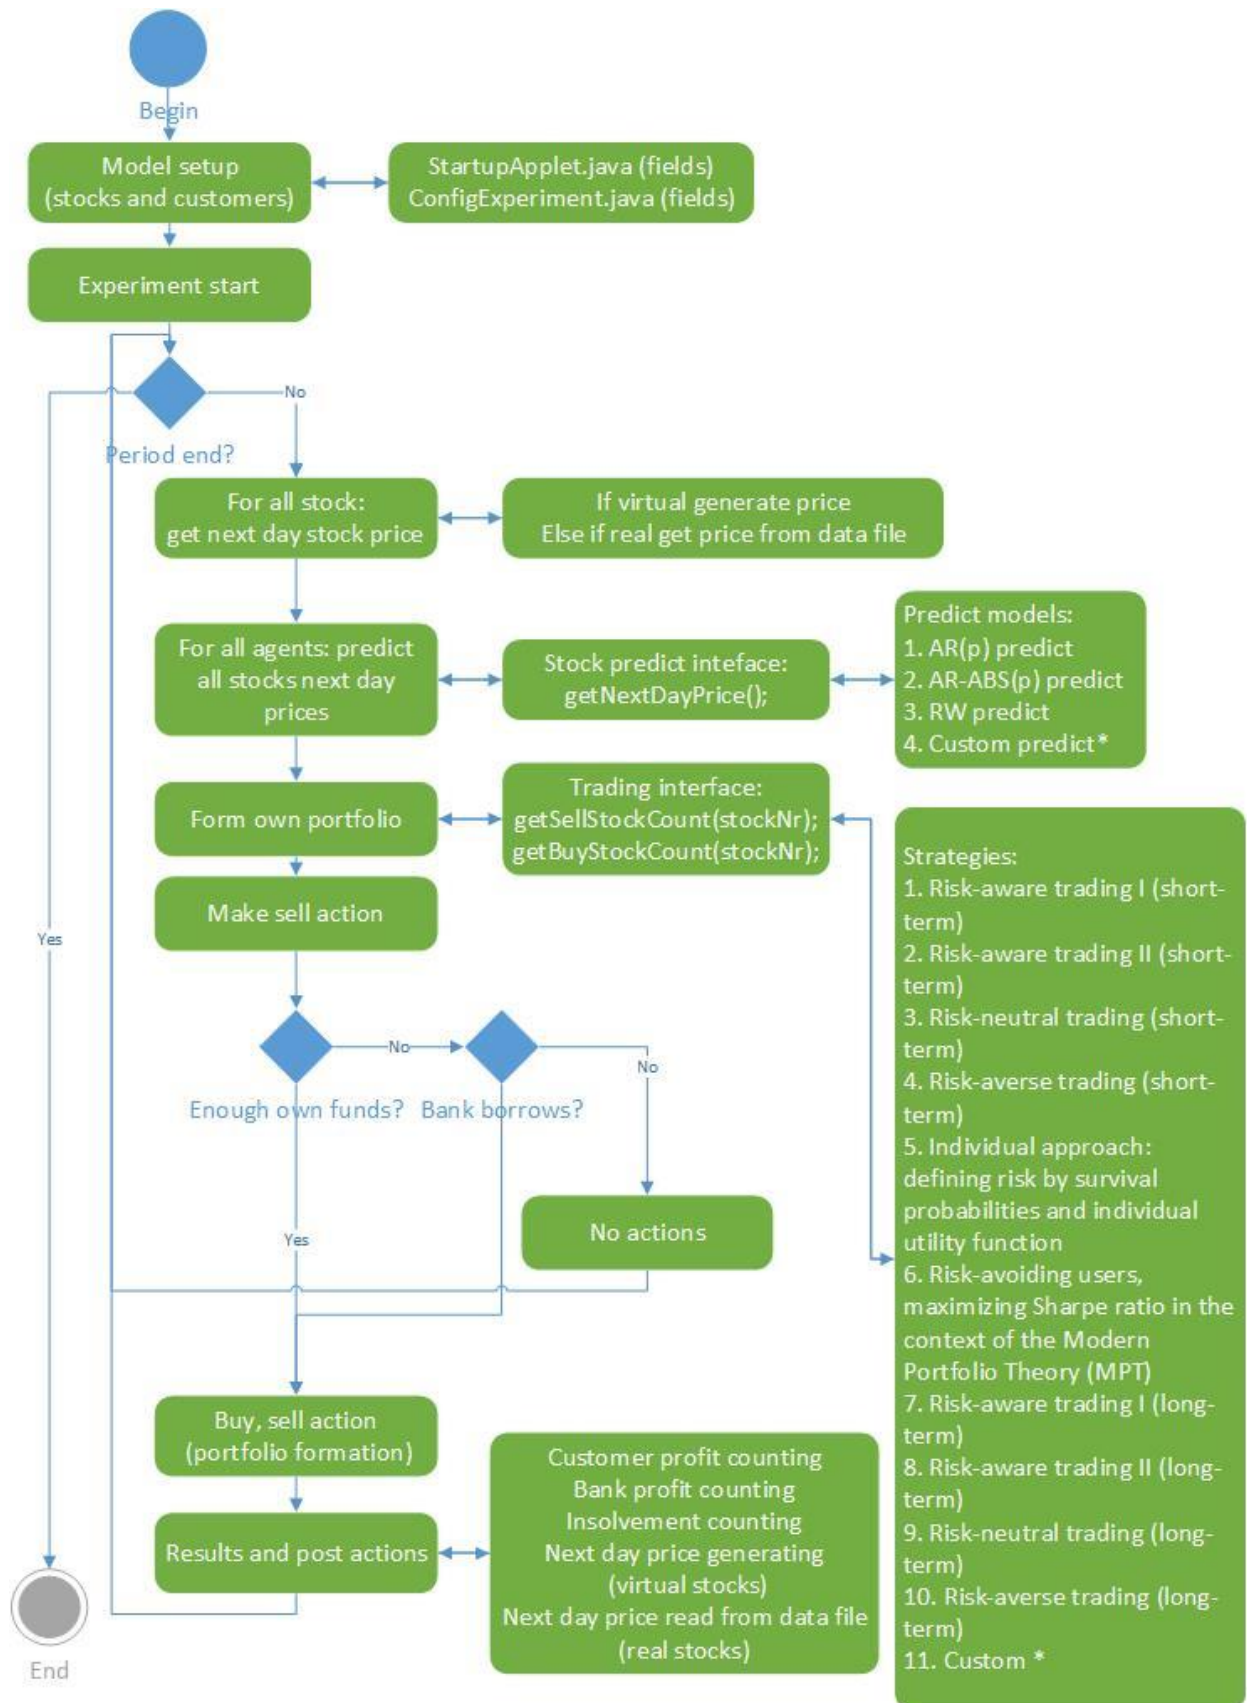 Begin
Model setup
(stocks and customers)
StartupApplet.java (fields)
ConfigExperiment.java (fields)
Experiment start
No
Period end?
For all stock:
get next day stock price
If virtual generate price
Else if real get price from data file
For all agents: predict
all stocks next day
prices
Stock predict inteface:
getNextDayPrice();
Predict models:
1. AR(p) predict
2. AR-ABS(p) predict
3. RW predict
4. Custom predict*
Form own portfolio
Trading interface:
getSellStockCount(stockNr);
getBuyStockCount(stockNr);
Make sell action
Yes
Strategies:
1. Risk-aware trading I (short-
term)
2. Risk-aware trading II (short-
term)
3. Risk-neutral trading (short-
term)
4. Risk-averse trading (short-
term)
5. Individual approach:
defining risk by survival
probabilities and individual
utility function
6. Risk-avoiding users,
maximizing Sharpe ratio in the
context of the Modern
Portfolio Theory (MPT)
7. Risk-aware trading I (long-
term)
8. Risk-aware trading II (long-
term)
9. Risk-neutral trading (long-
term)
10. Risk-averse trading (long-
term)
11. Custom *
No
No
Enough own funds?
Bank borrows?
No actions
Yes
Buy, sell action
(portfolio formation)
Results and post actions
Customer profit counting
Bank profit counting
Insolvement counting
Next day price generating
(virtual stocks)
Next day price read from data file
(real stocks)
End